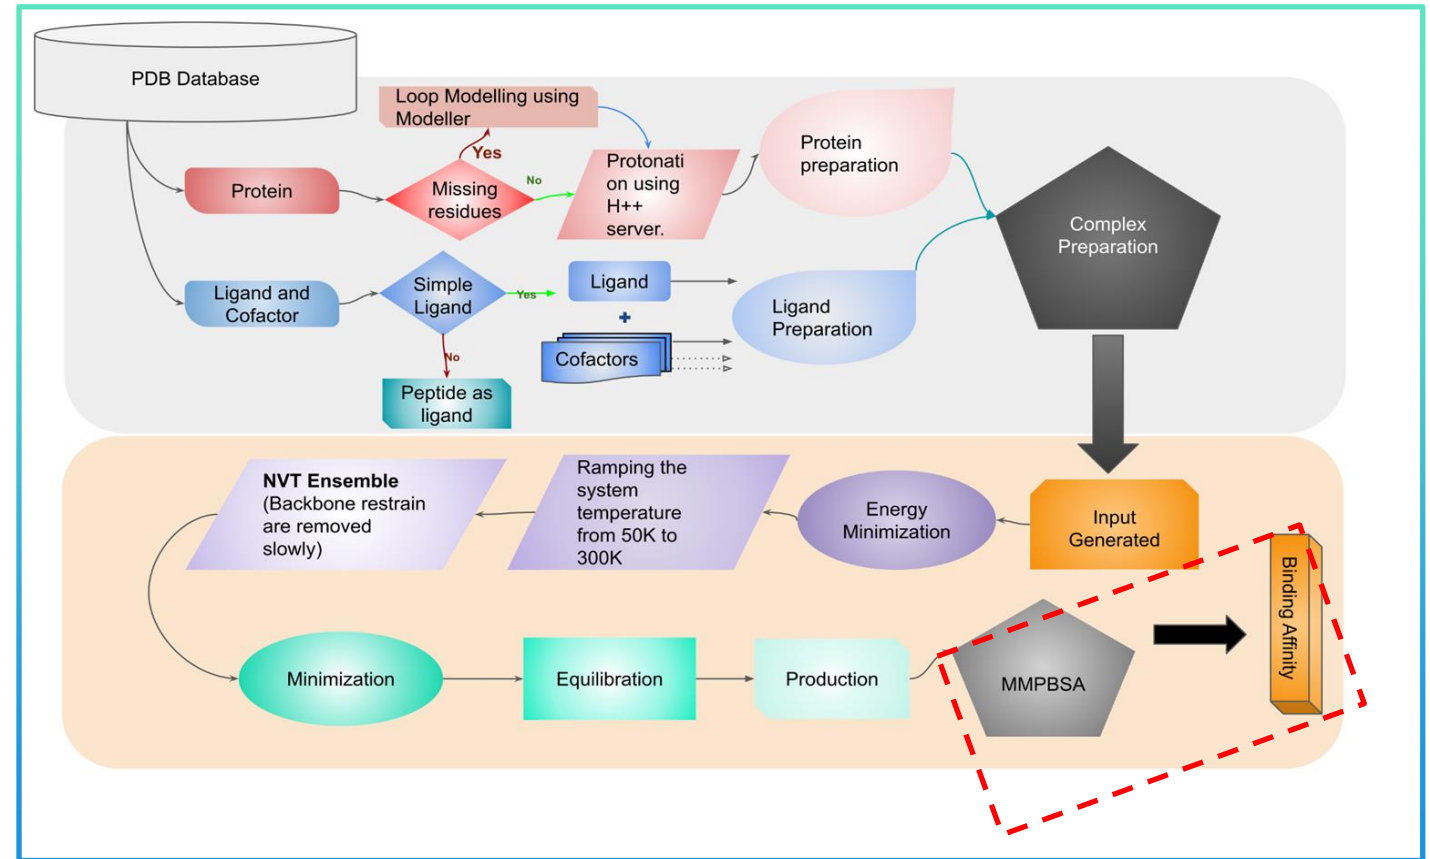 PDB Database
Loop Modelling using
Modeller
Yes
Protein
Missing
residues
No
Protonati
on using
H++
server.
Protein
preparation
Complex
Preparation
Ligand and
Cofactor
Simple
Ligand
Yes
Ligand
+
Cofactors
Ligand
Preparation
No
Peptide as
ligand
NVT Ensemble
(Backbone restrain
are removed
slowly)
Ramping the
system
temperature
from 50K to
300K
Energy
Minimization
Input
Generated
Minimization
Equilibration
Production
MMPBSA
Binding Affinity